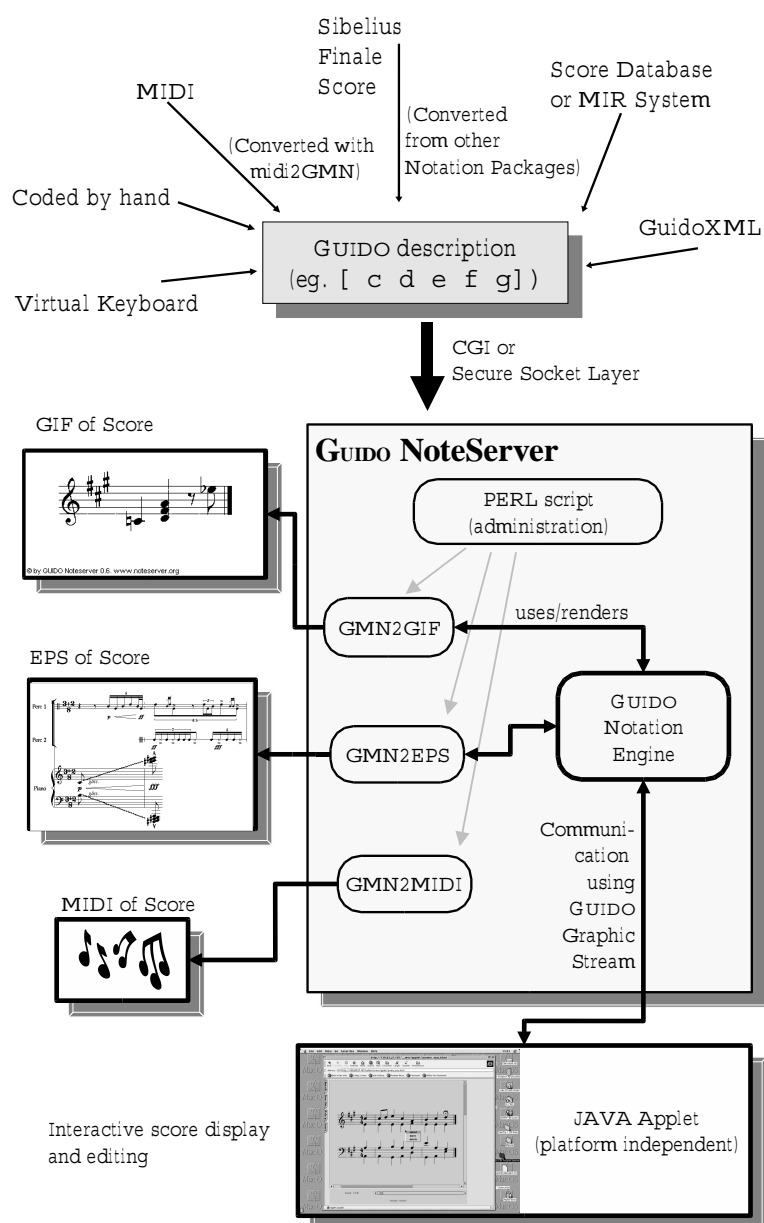 Sibelius
Finale
Score
Score Database
or MIR System
MIDI
(Converted with
midi2GMN)
(Converted
from other
Notation Packages)
Coded by hand
GuidoXML
GUIDO description
(eg. [ c d e f g] )
Virtual Keyboard
CGI or
Secure Socket Layer
GIF of Score
GUIDO NoteServer
PERL script
(administration)
© by GUIDO Noteserver 0.6. www.noteserver.org
GMN2GIF
uses/renders
EPS of Score
Perc 1
Perc 2
Piano
GMN2EPS
GUIDO
Notation
Engine
Communi-
cation
using
GUIDO
Graphic
Stream
GMN2MIDI
MIDI of Score
Interactive score display
and editing
JAVA Applet
(platform independent)